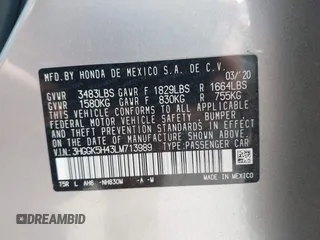 MFD. BY HONDA DE MEXICO S.A. DE C.V.
03/20
GVWR 3483LBS GAWR F 1829LBS R 1664LBS
GVWR 1580KG GAWR F 830KG R 755KG
THIS VEHICLE CONFORMS TO ALL APPLICABLE
FEDERAL MOTOR VEHICLE SAFETY, BUMPER
AND THEFT PREVENTION STANDARDS IN
EFFECT ON THE DATE OF MANUFACTURE
SHOWN ABOVE.
VIN: 3HGGK5H43LM713989 TYPE:PASSENGER CAR
T5R L AH6 -NH830M -A -M
MADE IN MEXICO
DREAMBID